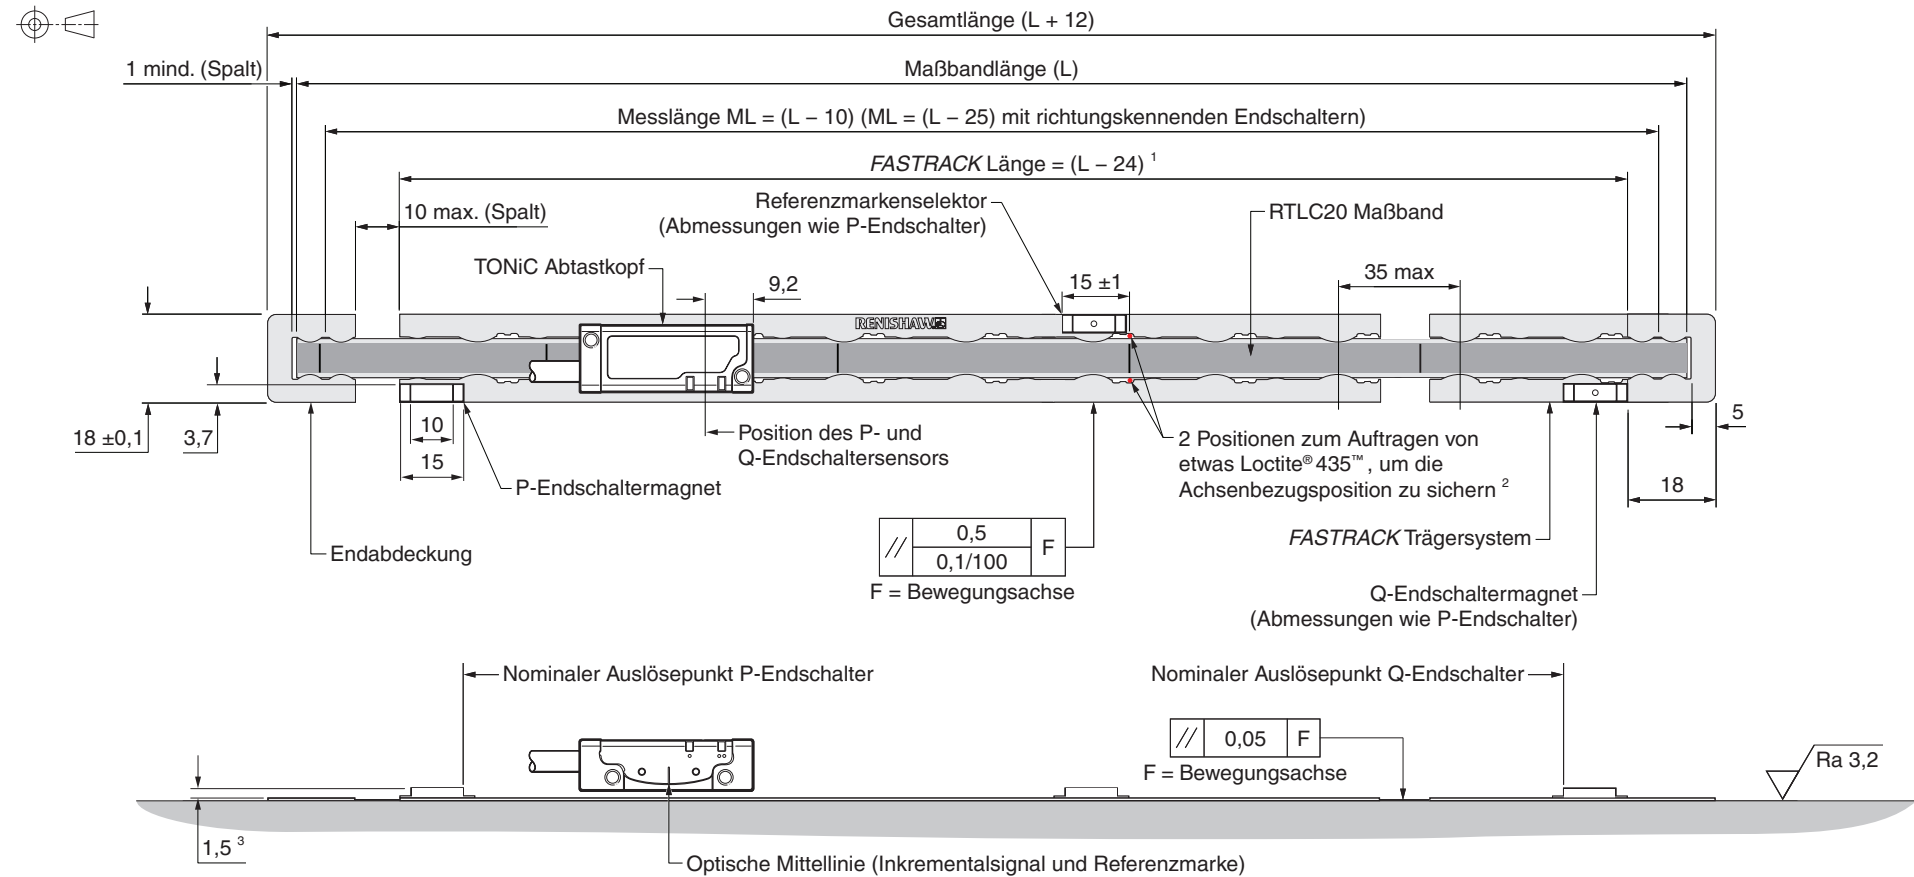 Gesamtlänge (L + 12)
1 mind. (Spalt)
Maßbandlänge (L)
Messlänge ML = (L − 10) (ML = (L − 25) mit richtungskennenden Endschaltern)
FASTRACK Länge = (L − 24) 1
10 max. (Spalt)
Referenzmarkenselektor
(Abmessungen wie P-Endschalter)
RTLC20 Maßband
TONiC Abtastkopf
9,2
15 ±1
35 max
RENISHAW
18 ±0,1
3,7
10
15
Position des P- und
Q-Endschaltersensors
P-Endschaltermagnet
2 Positionen zum Auftragen von
etwas Loctite® 435™, um die
Achsenbezugsposition zu sichern 2
5
18
Endabdeckung
// 0,5 F
0,1/100
F = Bewegungsachse
FASTRACK Trägersystem
Q-Endschaltermagnet
(Abmessungen wie P-Endschalter)
Nominaler Auslösepunkt P-Endschalter
Nominaler Auslösepunkt Q-Endschalter
// 0,05 F
F = Bewegungsachse
Ra 3,2
1,5 3
Optische Mittellinie (Inkrementalsignal und Referenzmarke)